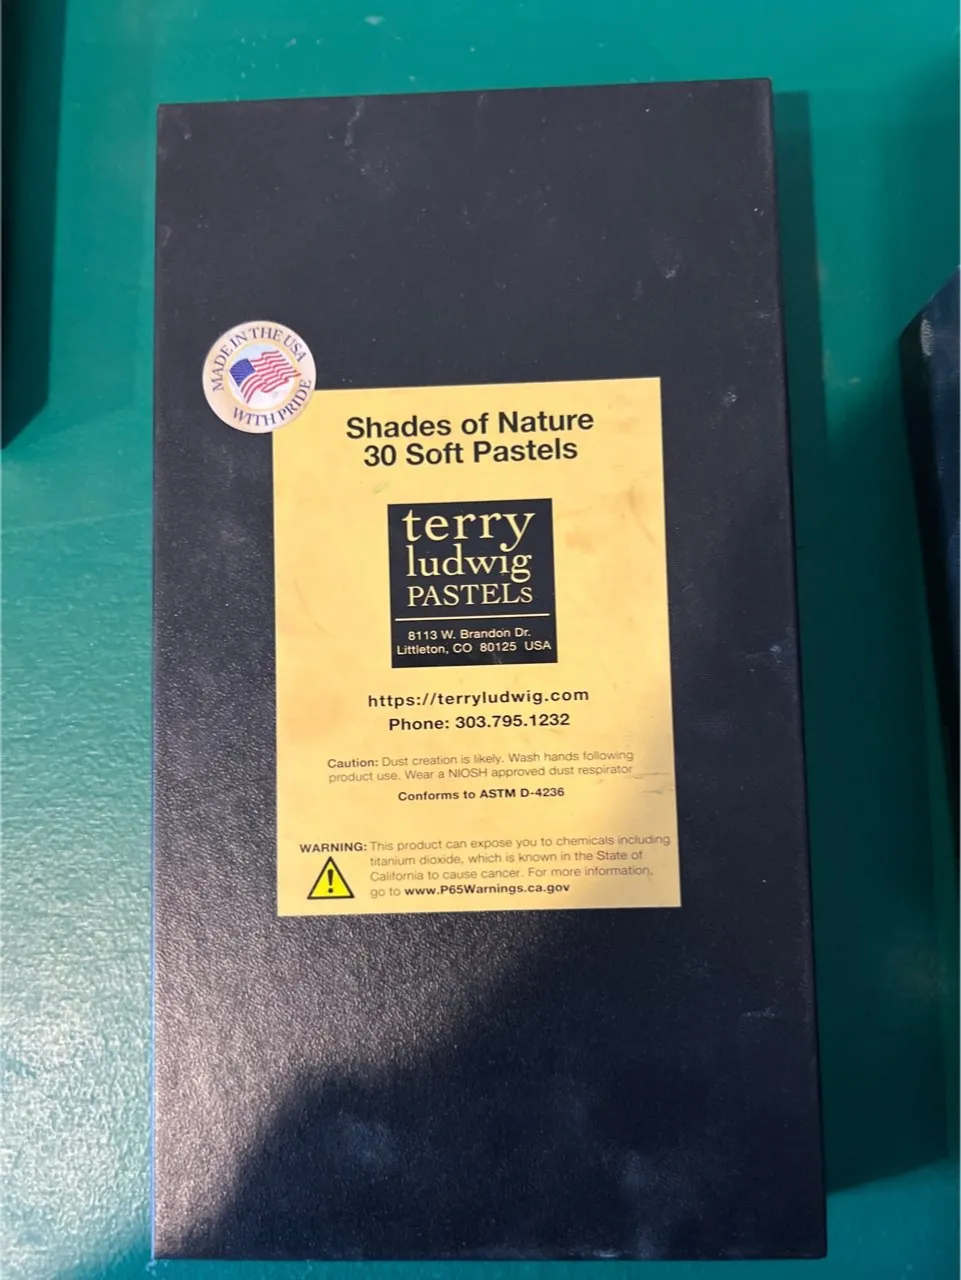 MADE IN THE USA
WITH PRIDE
Shades of Nature
30 Soft Pastels
terry
ludwig
PASTELs
8113 W. Brandon Dr.
Littleton, CO 80125 USA
https://terryludwig.com
Phone: 303.795.1232
Caution: Dust creation is likely. Wash hands following
product use. Wear a NIOSH approved dust respirator
Conforms to ASTM D-4236
WARNING: This product can expose you to chemicals including
titanium dioxide, which is known in the State of
California to cause cancer. For more information,
go to www.P65Warnings.ca.gov